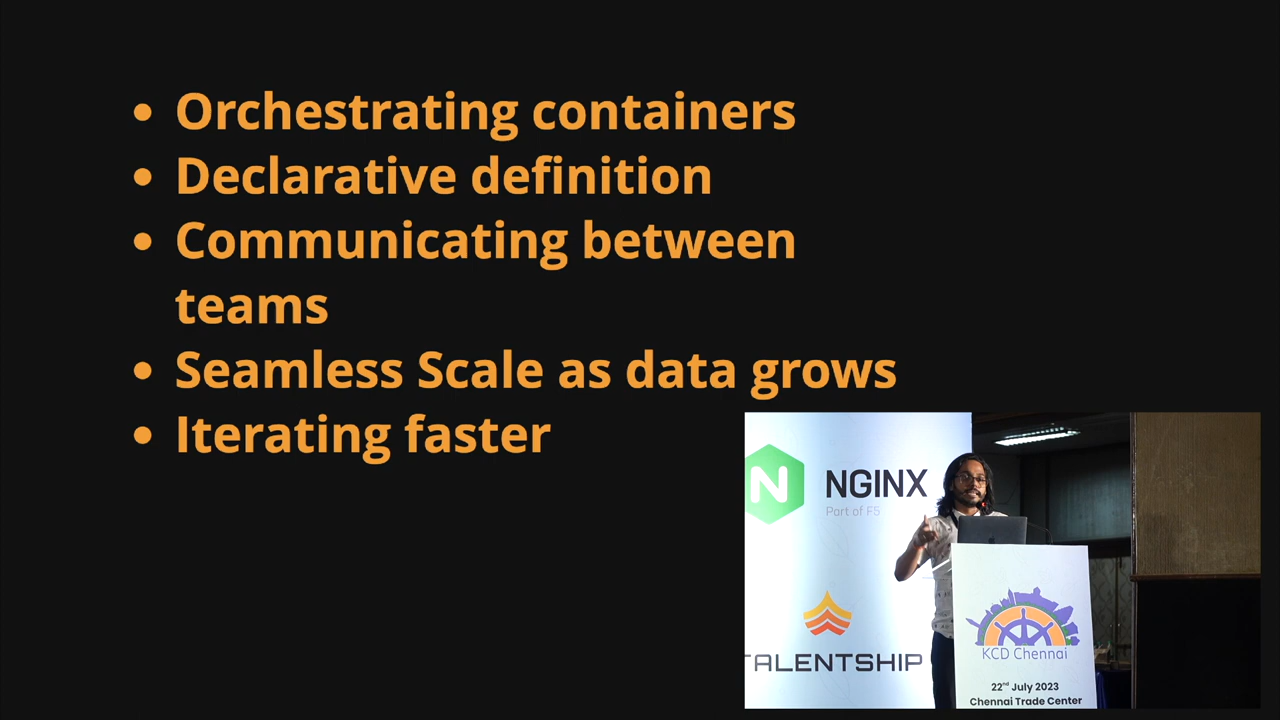 Orchestrating containers
Declarative definition
Communicating between
teams
Seamless Scale as data grows
Iterating faster
NGINX
Part of F5
TALENTSHIP
KCD Chennai
22nd July 2023
Chennai Trade Center